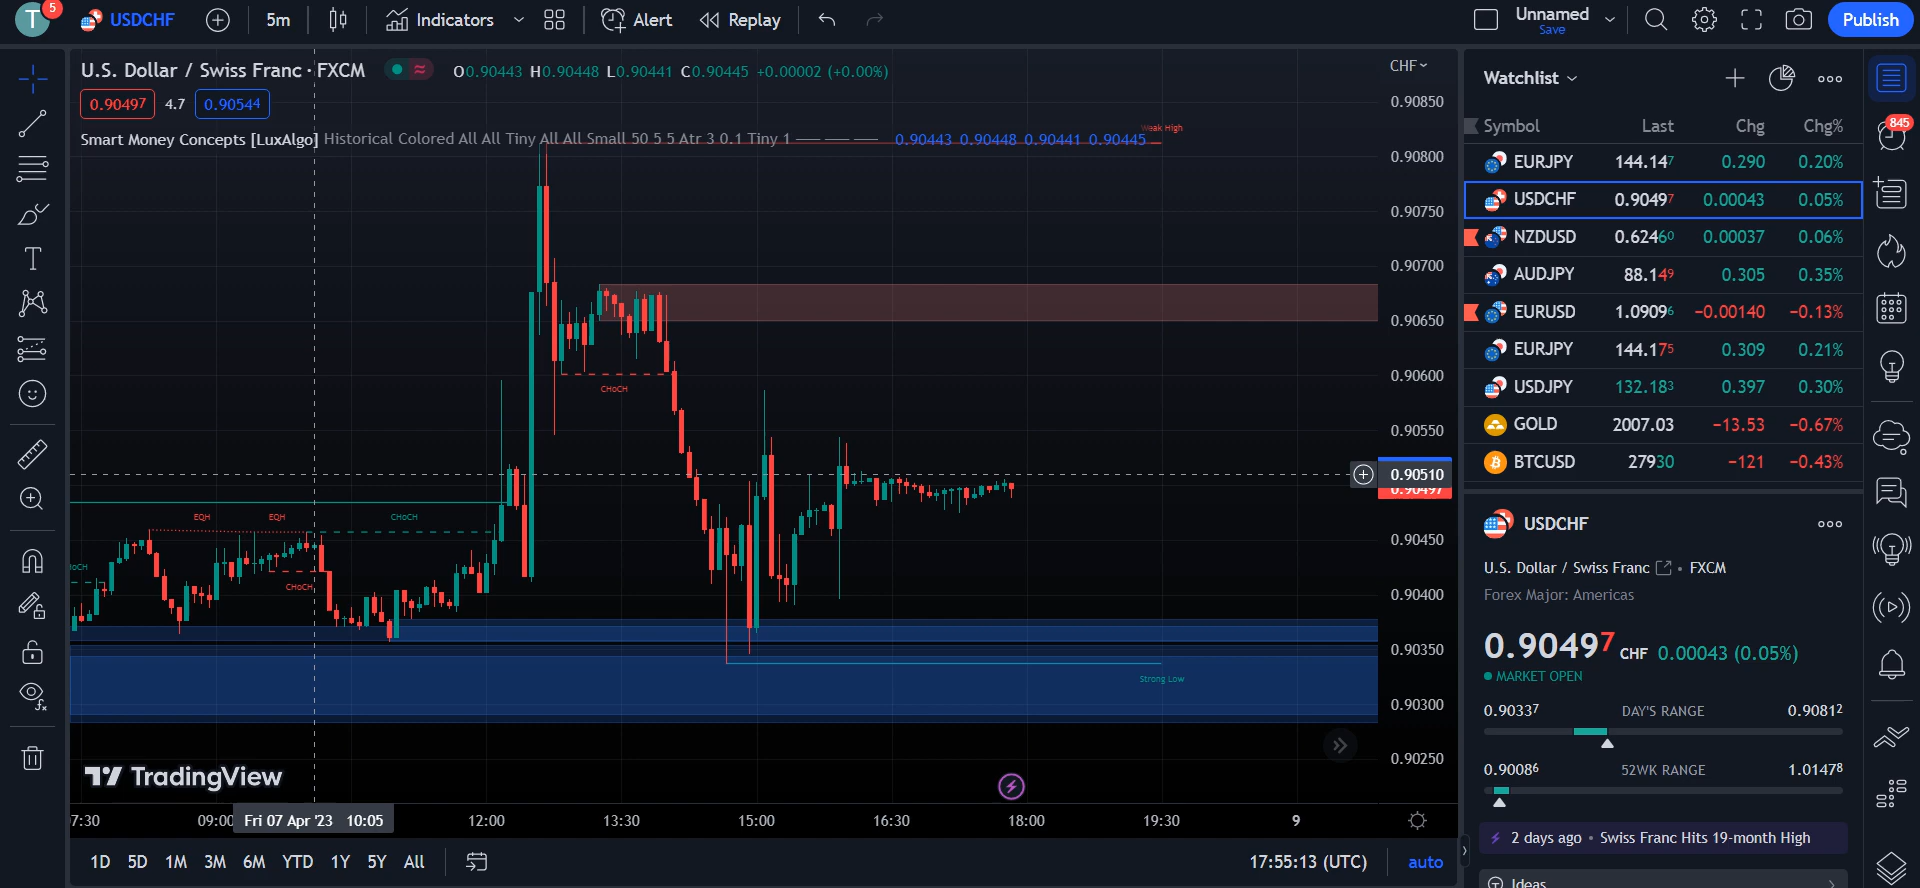 T 5 USDCHF 5m Indicators Alert Replay Unnamed Save Publish
U.S. Dollar / Swiss Franc · FXCM O0.90443 H0.90448 L0.90441 C0.90445 +0.00002 (+0.00%)
0.90497 4.7 0.90544
Smart Money Concepts [LuxAlgo] Historical Colored All All Tiny All All Small 50 5 5 Atr 3 0.1 Tiny 1 0.90443 0.90448 0.90441 0.90445
Weak High
CHoCH
EQH EQH CHoCH
CHoCH
Strong Low
CHF
0.90850
0.90800
0.90750
0.90700
0.90650
0.90600
0.90550
0.90510
0.90497
0.90450
0.90400
0.90350
0.90300
0.90250
TradingView
7:30 09:00 Fri 07 Apr '23 10:05 12:00 13:30 15:00 16:30 18:00 19:30 9
1D 5D 1M 3M 6M YTD 1Y 5Y All 17:55:13 (UTC) auto
Watchlist
Symbol Last Chg Chg%
EURJPY 144.147 0.290 0.20%
USDCHF 0.90497 0.00043 0.05%
NZDUSD 0.62460 0.00037 0.06%
AUDJPY 88.149 0.305 0.35%
EURUSD 1.09096 −0.00140 −0.13%
EURJPY 144.175 0.309 0.21%
USDJPY 132.183 0.397 0.30%
GOLD 2007.03 −13.53 −0.67%
BTCUSD 27930 −121 −0.43%
USDCHF
U.S. Dollar / Swiss Franc • FXCM
Forex Major: Americas
0.90497 CHF 0.00043 (0.05%)
MARKET OPEN
0.90337 DAY'S RANGE 0.90812
0.90086 52WK RANGE 1.01478
2 days ago • Swiss Franc Hits 19-month High
Ideas
845